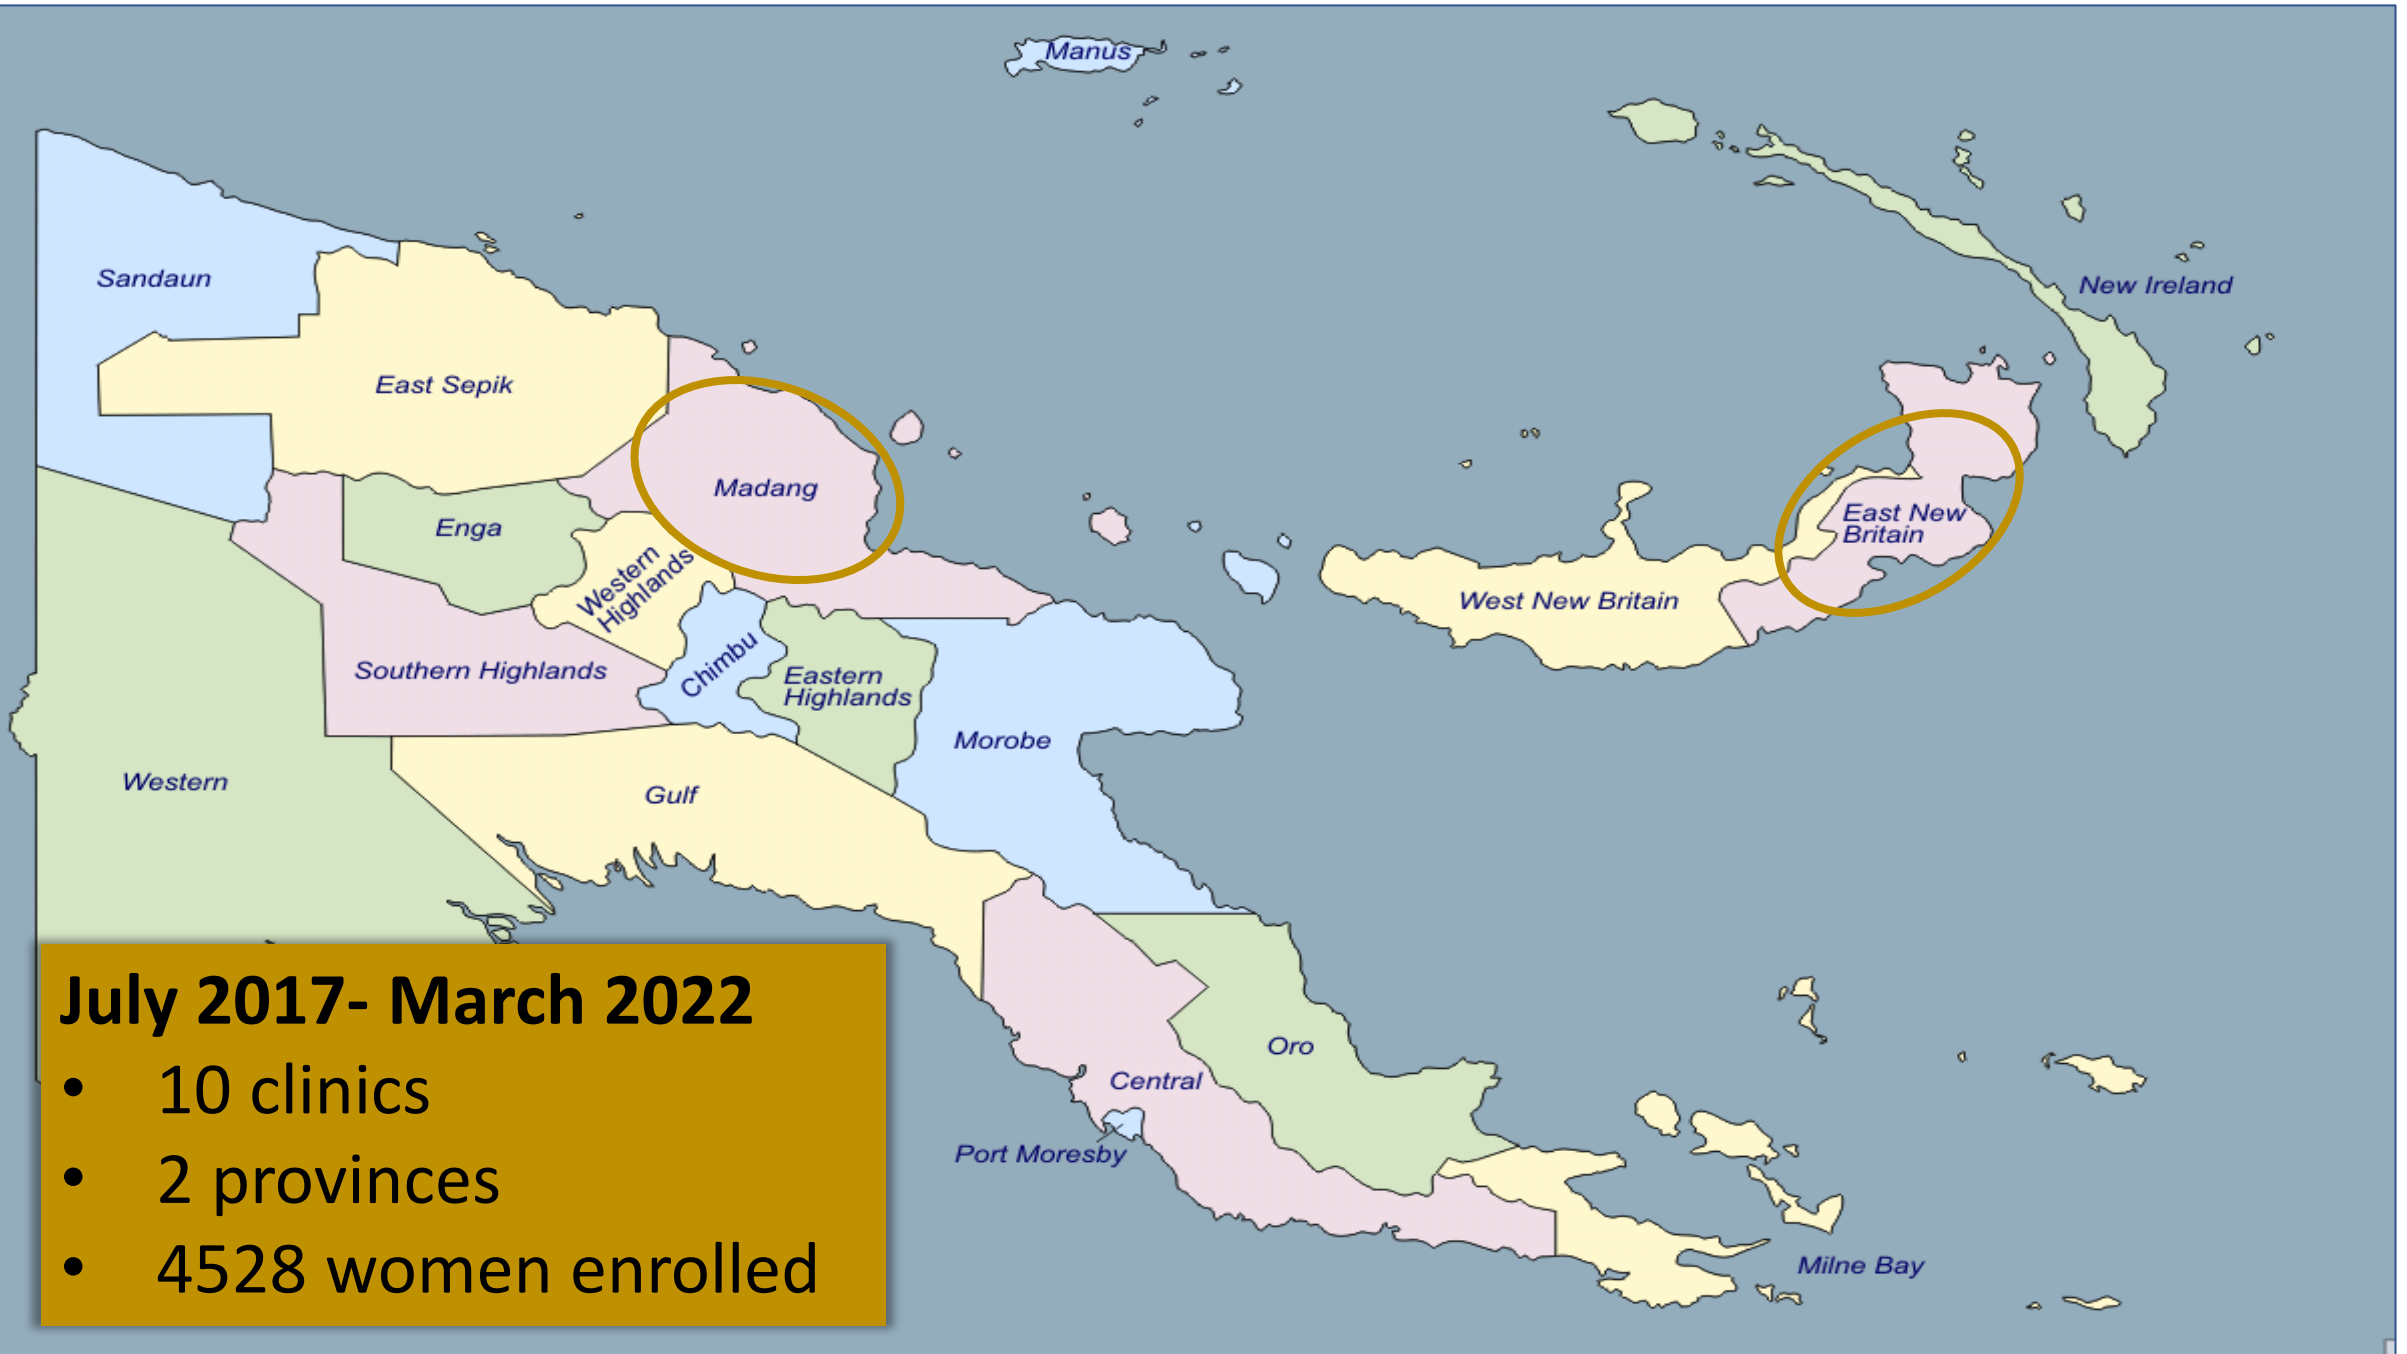 Manus
Sandaun
New Ireland
East Sepik
Madang
Enga
East New
Britain
Western
Highlands
West New Britain
Southern Highlands
Chimbu
Eastern
Highlands
Morobe
Western
Gulf
Oro
Central
Port Moresby
Milne Bay
July 2017- March 2022
• 10 clinics
• 2 provinces
• 4528 women enrolled